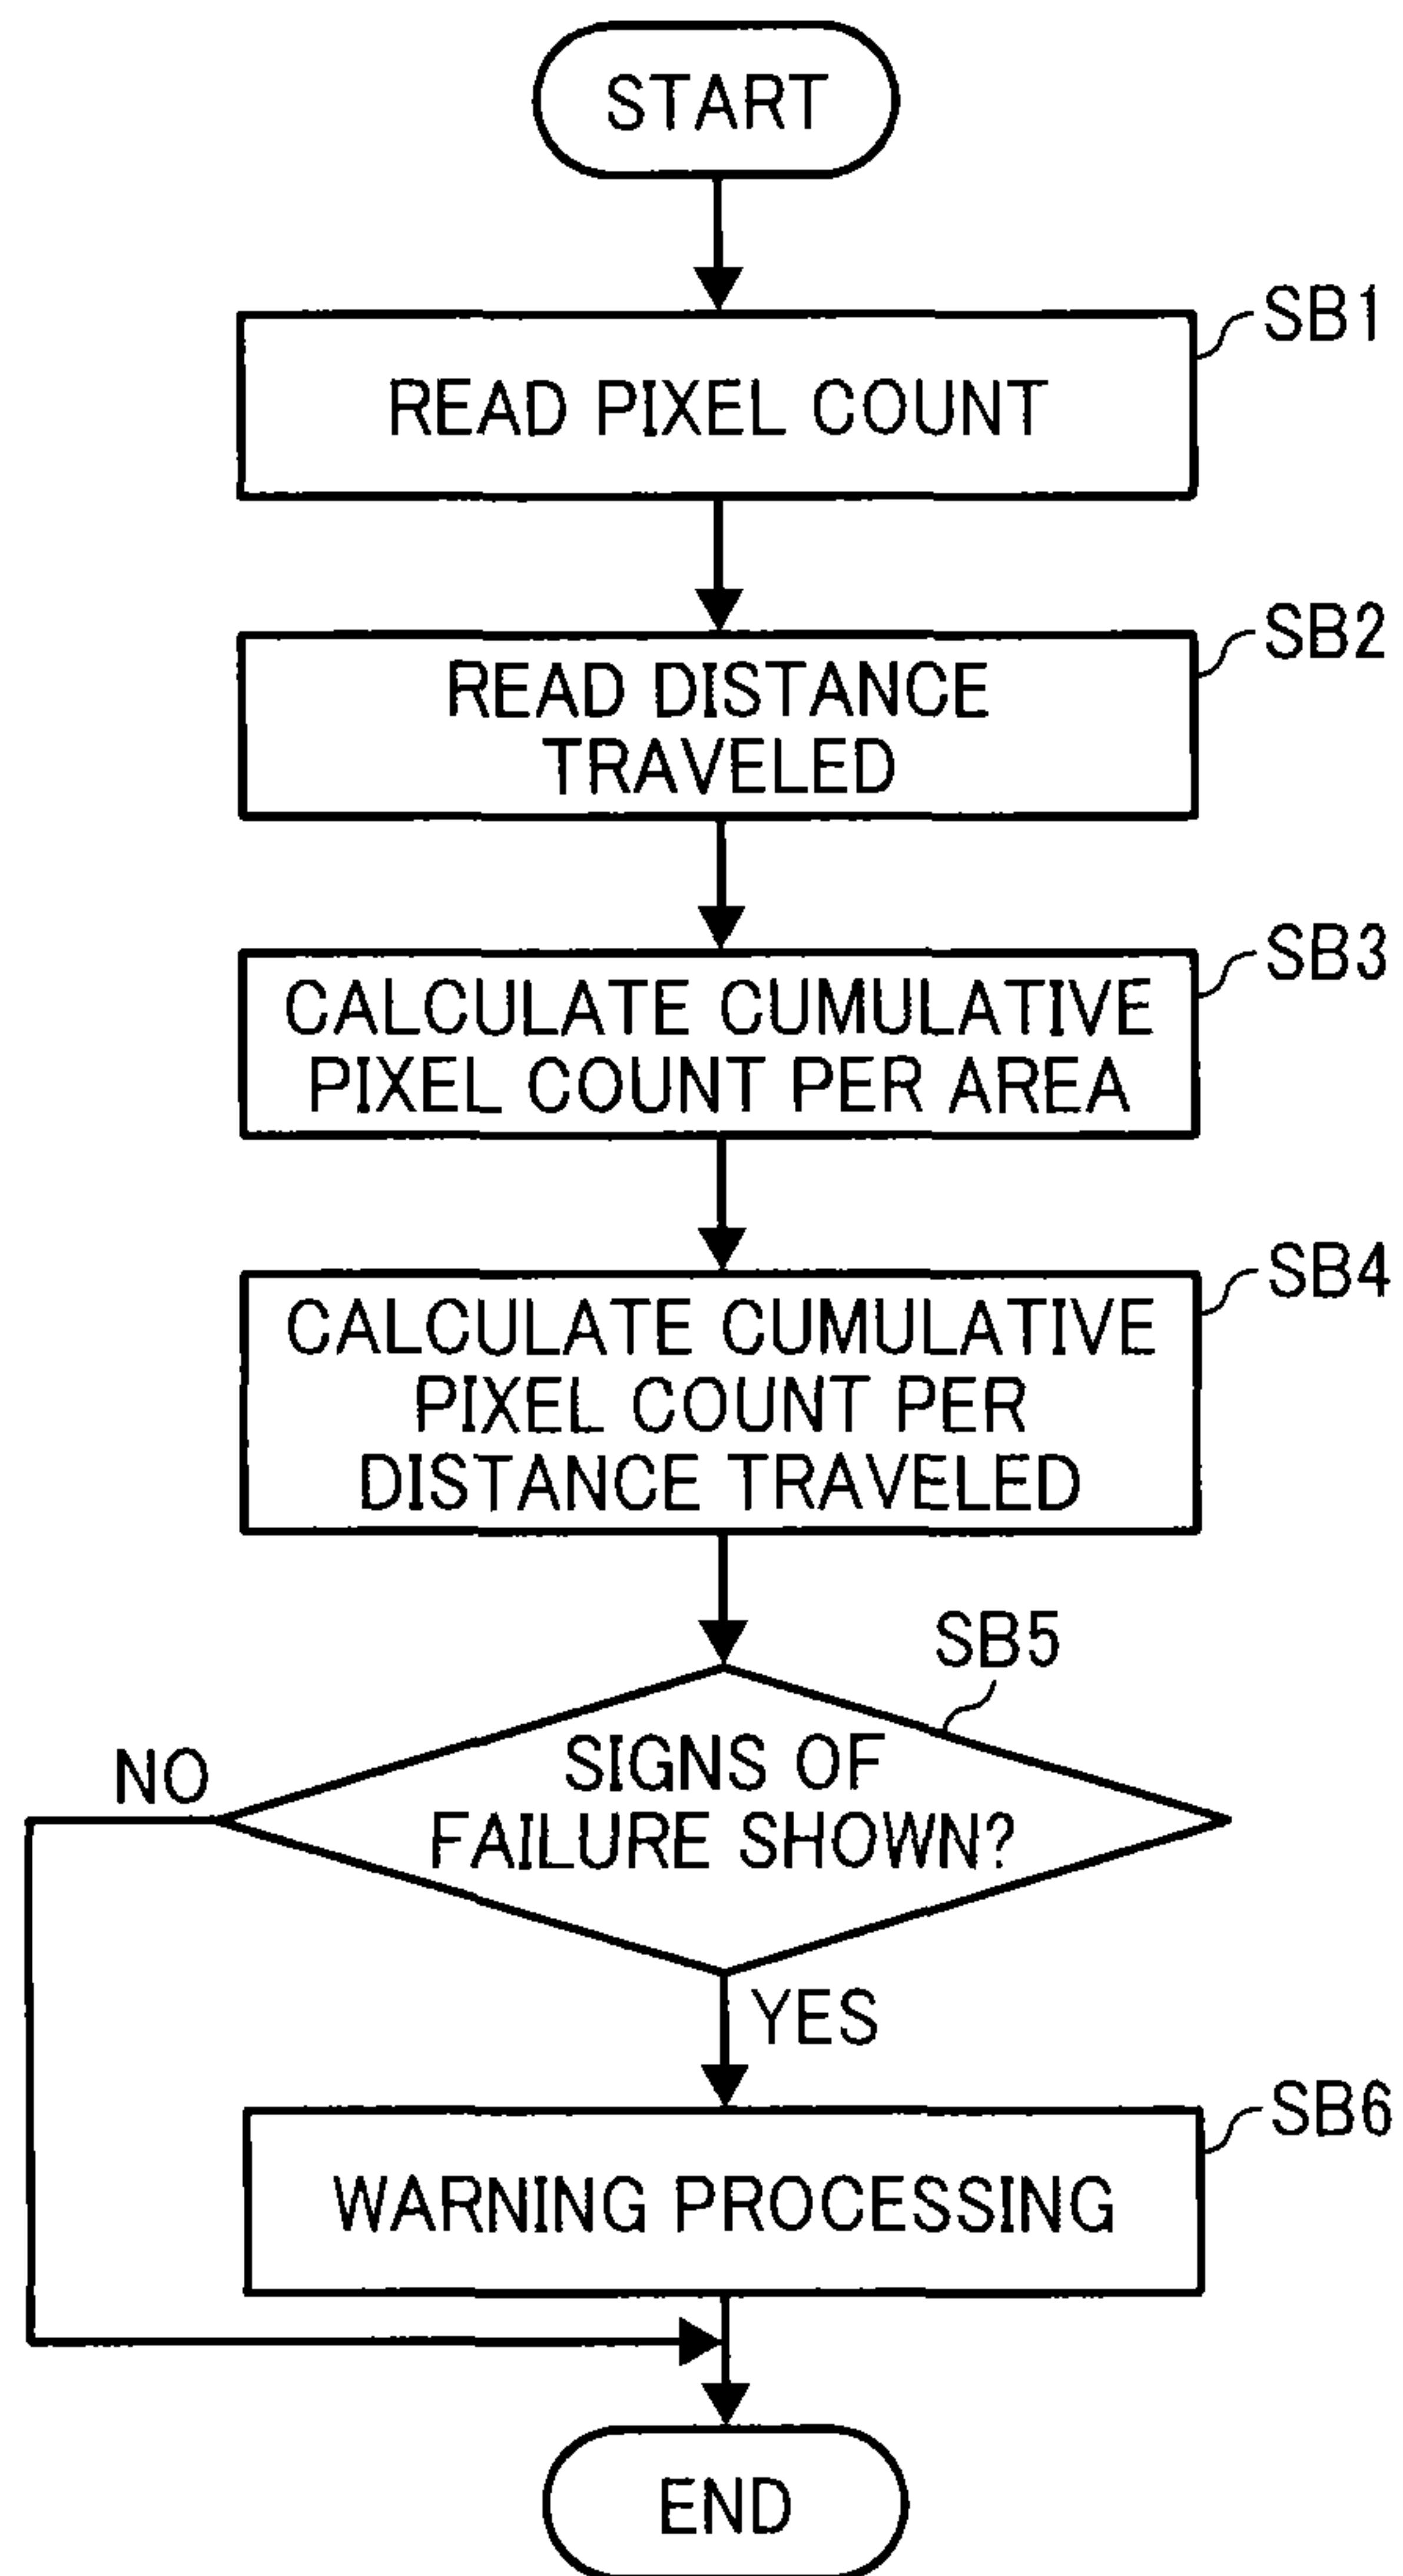 START
SB1
READ PIXEL COUNT
SB2
READ DISTANCE
TRAVELED
SB3
CALCULATE CUMULATIVE
PIXEL COUNT PER AREA
SB4
CALCULATE CUMULATIVE
PIXEL COUNT PER
DISTANCE TRAVELED
SB5
SIGNS OF
FAILURE SHOWN?
NO
YES
SB6
WARNING PROCESSING
END